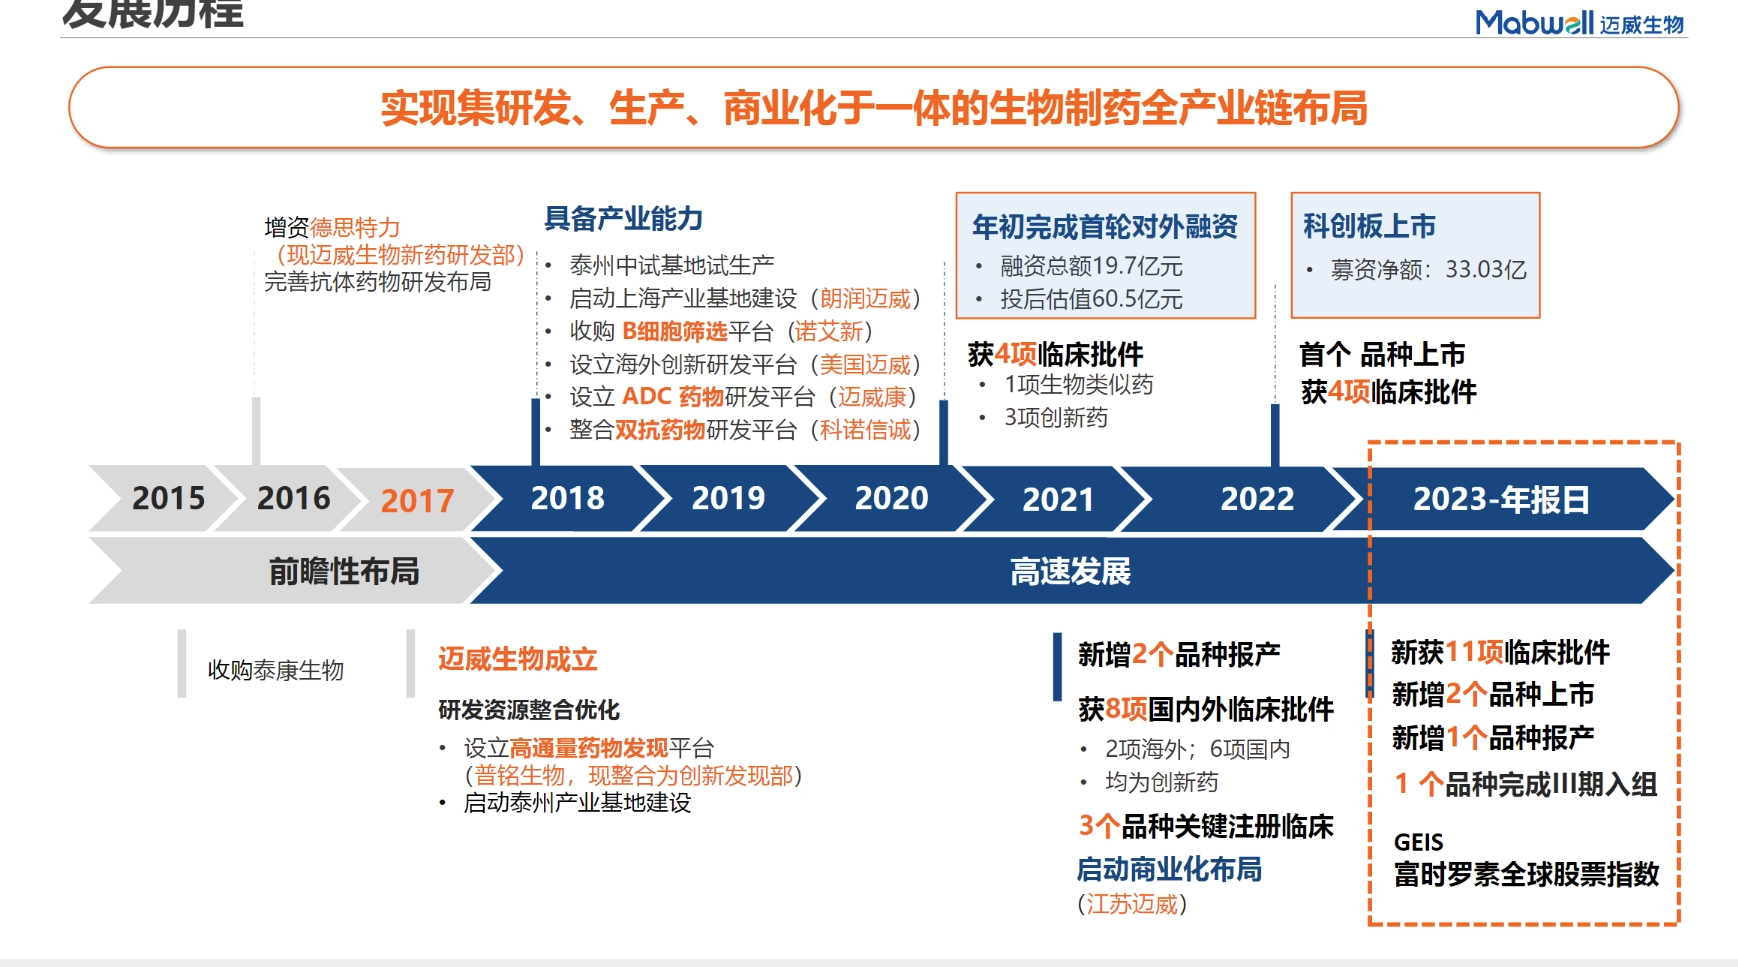 发展历程
Mabwell 迈威生物
实现集研发、生产、商业化于一体的生物制药全产业链布局
增资德思特力
（现迈威生物新药研发部）
完善抗体药物研发布局
具备产业能力
• 泰州中试基地试生产
• 启动上海产业基地建设（朗润迈威）
• 收购 B细胞筛选平台（诺艾新）
• 设立海外创新研发平台（美国迈威）
• 设立 ADC 药物研发平台（迈威康）
• 整合双抗药物研发平台（科诺信诚）
年初完成首轮对外融资
• 融资总额19.7亿元
• 投后估值60.5亿元
获4项临床批件
• 1项生物类似药
• 3项创新药
科创板上市
• 募资净额：33.03亿
首个 品种上市
获4项临床批件
2015 2016 2017 2018 2019 2020 2021 2022 2023-年报日
前瞻性布局 高速发展
收购泰康生物
迈威生物成立
研发资源整合优化
• 设立高通量药物发现平台
（普铭生物，现整合为创新发现部）
• 启动泰州产业基地建设
新增2个品种报产
获8项国内外临床批件
• 2项海外；6项国内
• 均为创新药
3个品种关键注册临床
启动商业化布局
（江苏迈威）
新获11项临床批件
新增2个品种上市
新增1个品种报产
1 个品种完成III期入组
GEIS
富时罗素全球股票指数